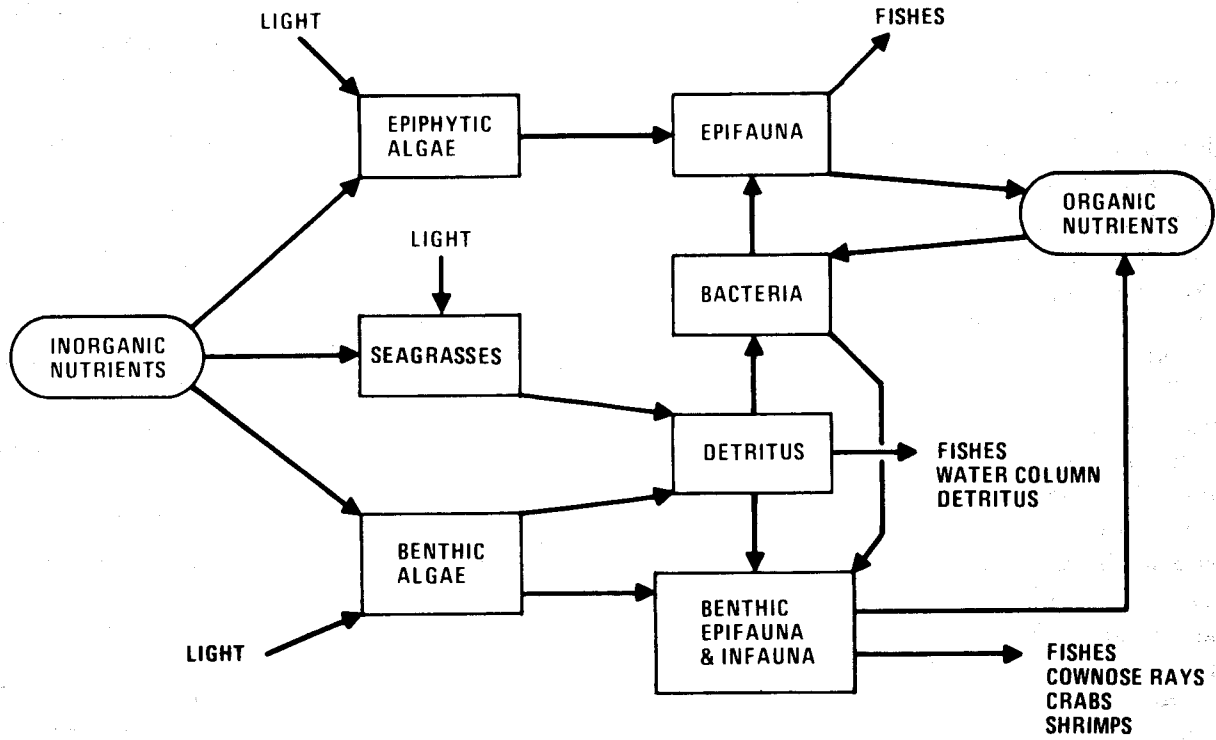 LIGHT
FISHES
EPIPHYTIC
ALGAE
EPIFAUNA
ORGANIC
NUTRIENTS
LIGHT
BACTERIA
INORGANIC
NUTRIENTS
SEAGRASSES
DETRITUS
FISHES
WATER COLUMN
DETRITUS
BENTHIC
ALGAE
BENTHIC
EPIFAUNA
& INFAUNA
LIGHT
FISHES
COWNOSE RAYS
CRABS
SHRIMPS